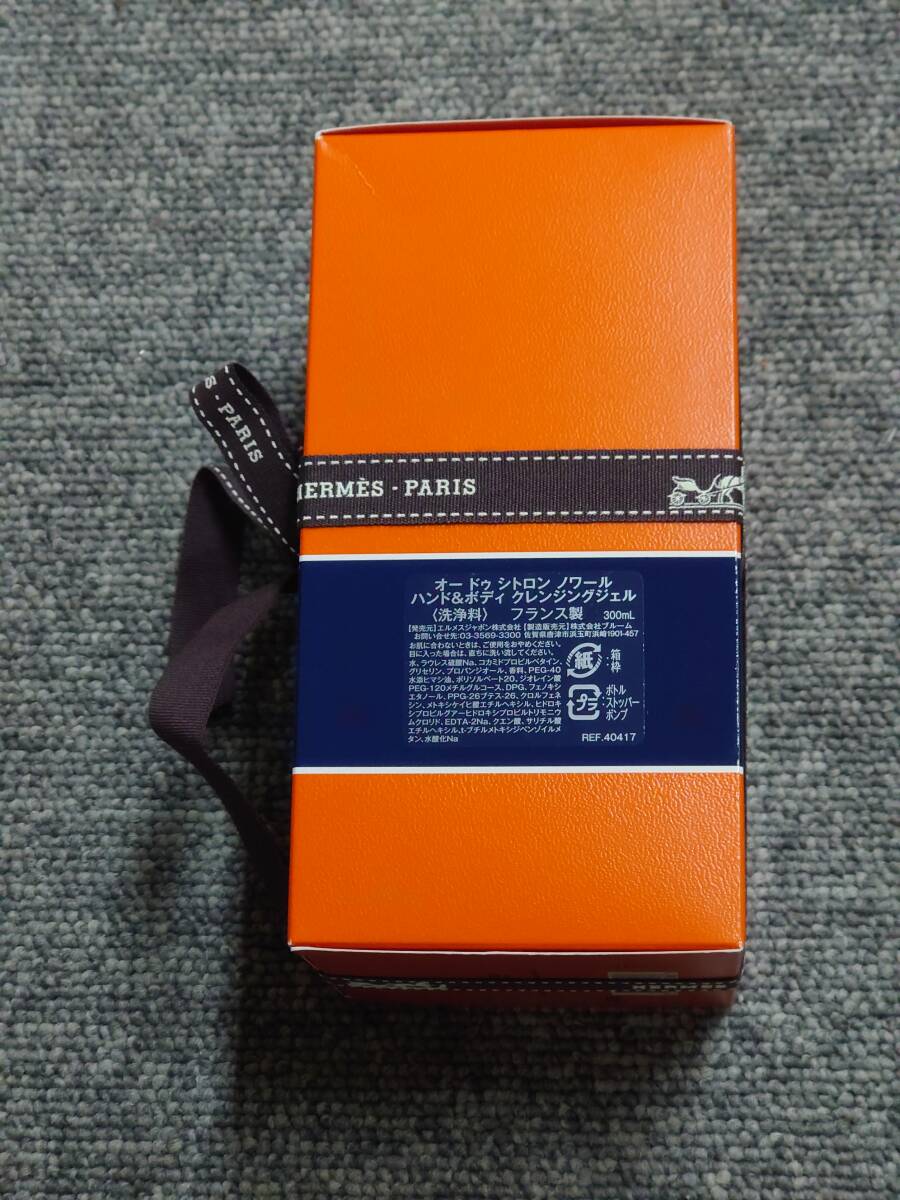 S - PARIS
HERMÈS - PARIS
オー ドゥ シトロン ノワール
ハンド&ボディ クレンジングジェル
〈洗浄料〉 フランス製 300mL
【発売元】エルメスジャポン株式会社【製造販売元】株式会社ブルーム
お問い合せ先:03-3569-3300 佐賀県唐津市浜玉町浜崎1901-457
お肌に合わないときは、ご使用をおやめください。
目に入った場合は、直ちに洗い流してください。
水、ラウレス硫酸Na、コカミドプロピルベタイン、
グリセリン、プロパンジオール、香料、PEG-40
水添ヒマシ油、ポリソルベート20、ジオレイン酸
PEG-120メチルグルコース、DPG、フェノキシ
エタノール、PPG-26ブテス-26、クロルフェネ
シン、メトキシケイヒ酸エチルヘキシル、ヒドロキ
シプロピルグアーヒドロキシプロピルトリモニウ
ムクロリド、EDTA-2Na、クエン酸、サリチル酸
エチルヘキシル、t-ブチルメトキシジベンゾイルメ
タン、水酸化Na
紙
・箱
・枠
プラ
・ボトル
・ストッパー
・ポンプ
REF.40417
HERMÈS